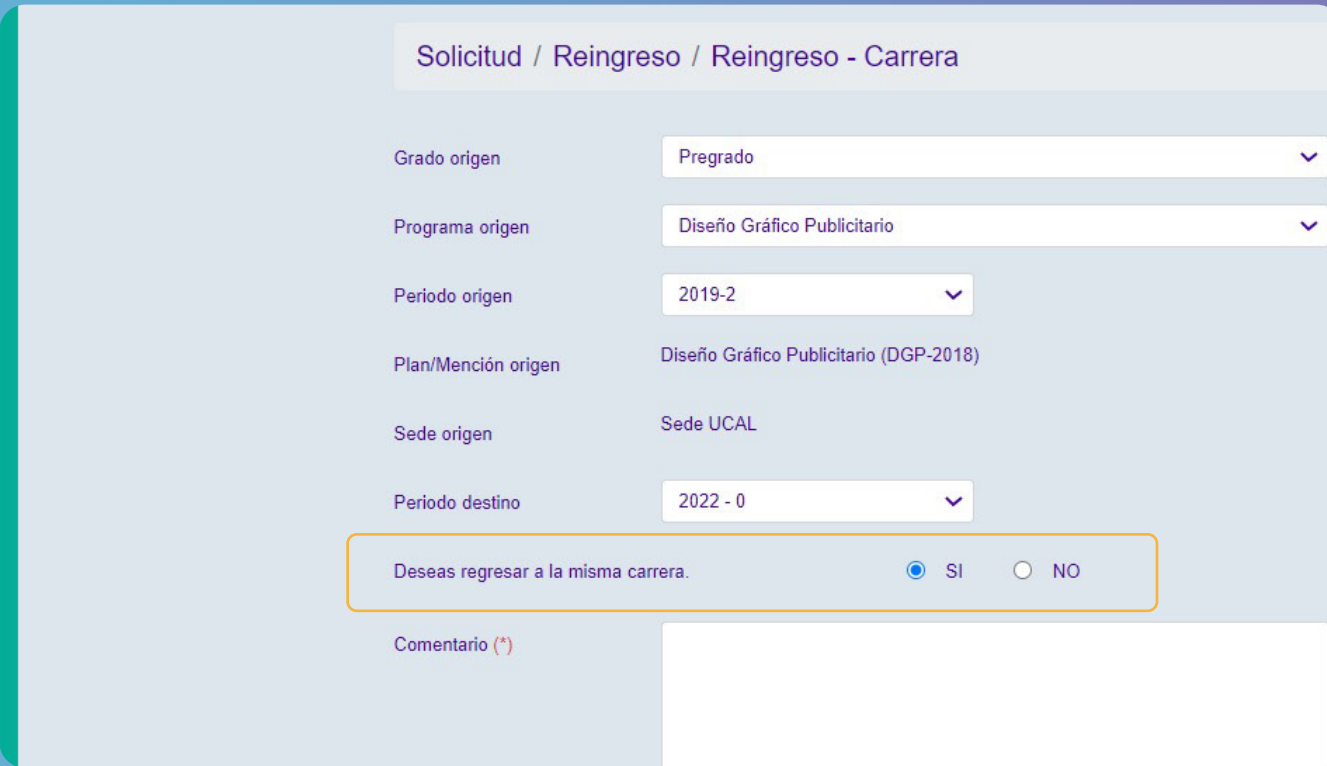 Solicitud / Reingreso / Reingreso - Carrera
Grado origen Pregrado
Programa origen Diseño Gráfico Publicitario
Periodo origen 2019-2
Plan/Mención origen Diseño Gráfico Publicitario (DGP-2018)
Sede origen Sede UCAL
Periodo destino 2022 - 0
Deseas regresar a la misma carrera. SI NO
Comentario (*)